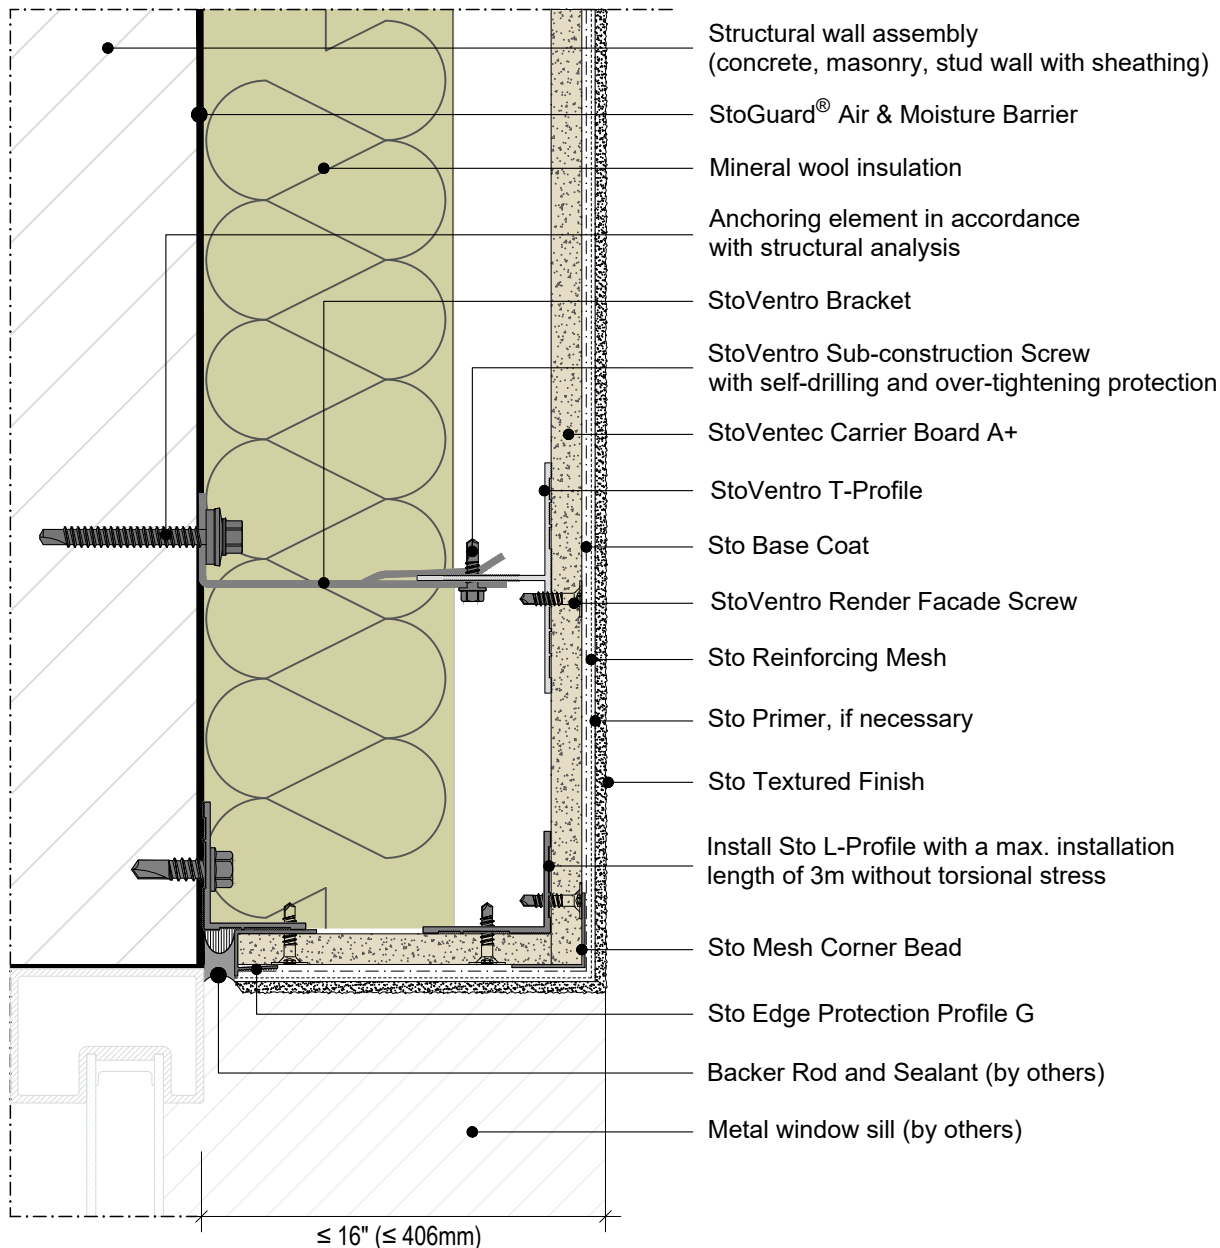 Structural wall assembly
(concrete, masonry, stud wall with sheathing)
StoGuard® Air & Moisture Barrier
Mineral wool insulation
Anchoring element in accordance
with structural analysis
StoVentro Bracket
StoVentro Sub-construction Screw
with self-drilling and over-tightening protection
StoVentec Carrier Board A+
StoVentro T-Profile
Sto Base Coat
StoVentro Render Facade Screw
Sto Reinforcing Mesh
Sto Primer, if necessary
Sto Textured Finish
Install Sto L-Profile with a max. installation
length of 3m without torsional stress
Sto Mesh Corner Bead
Sto Edge Protection Profile G
Backer Rod and Sealant (by others)
Metal window sill (by others)
≤ 16" (≤ 406mm)